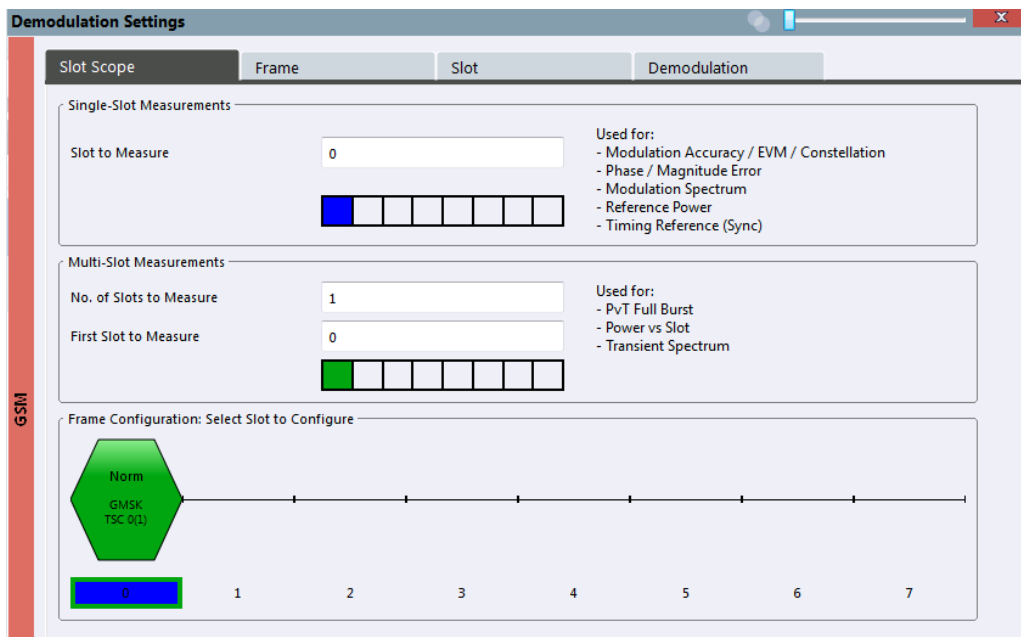 Demodulation Settings
X
Slot Scope
Frame
Slot
Demodulation
Single-Slot Measurements
Slot to Measure
0
Used for:
- Modulation Accuracy / EVM / Constellation
- Phase / Magnitude Error
- Modulation Spectrum
- Reference Power
- Timing Reference (Sync)
Multi-Slot Measurements
No. of Slots to Measure
1
First Slot to Measure
0
Used for:
- PvT Full Burst
- Power vs Slot
- Transient Spectrum
GSM
Frame Configuration: Select Slot to Configure
Norm
GMSK
TSC 0(1)
0 1 2 3 4 5 6 7